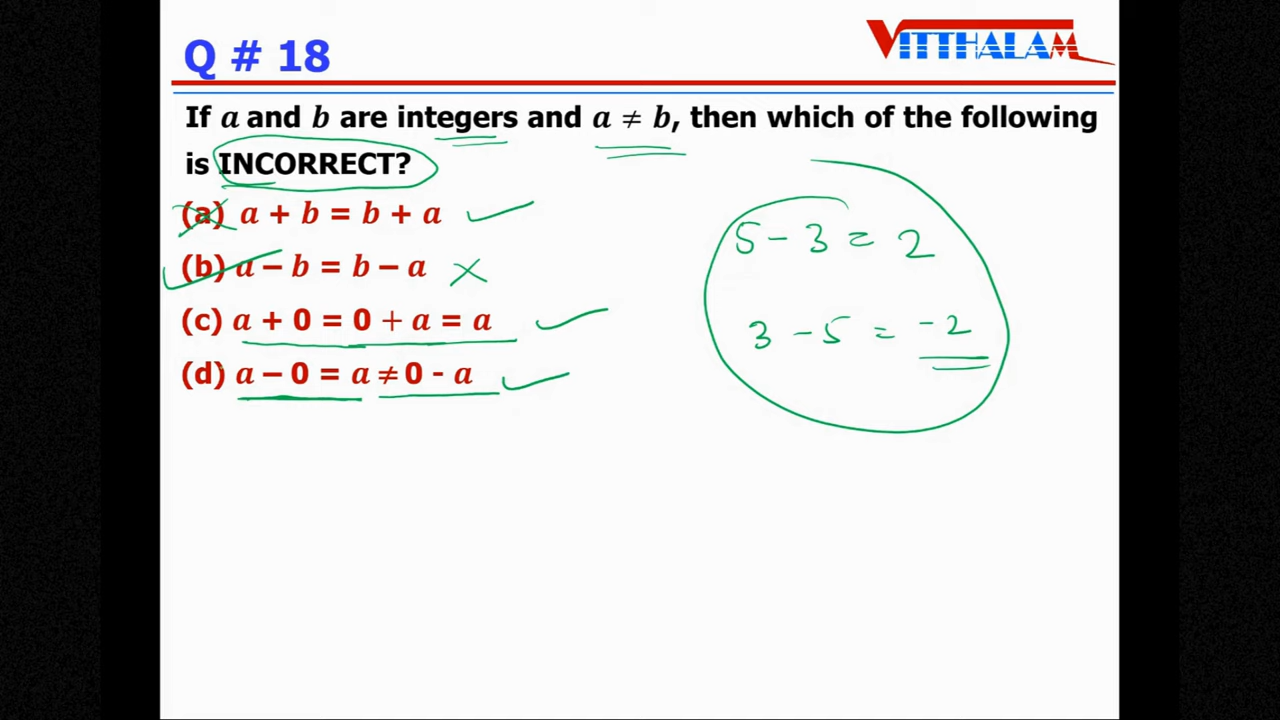 Q # 18
VITTHALAM
If a and b are integers and a ≠ b, then which of the following
is INCORRECT?
(a) a + b = b + a
(b) a − b = b − a
(c) a + 0 = 0 + a = a
(d) a − 0 = a ≠ 0 - a
5 - 3 = 2
3 - 5 = -2